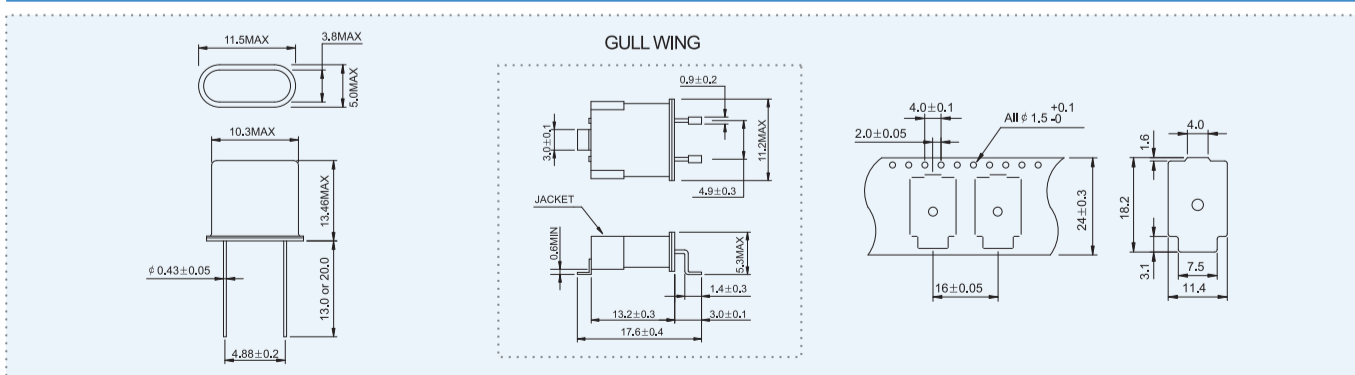 11.5MAX
3.8MAX
5.0MAX
10.3MAX
13.46MAX
ϕ 0.43±0.05
13.0 or 20.0
4.88±0.2
GULL WING
0.9±0.2
3.0±0.1
11.2MAX
4.9±0.3
JACKET
0.6MIN
5.3MAX
1.4±0.3
13.2±0.3
3.0±0.1
17.6±0.4
4.0±0.1
All ϕ 1.5 +0.1 -0
2.0±0.05
24±0.3
16±0.05
4.0
1.6
18.2
3.1
7.5
11.4